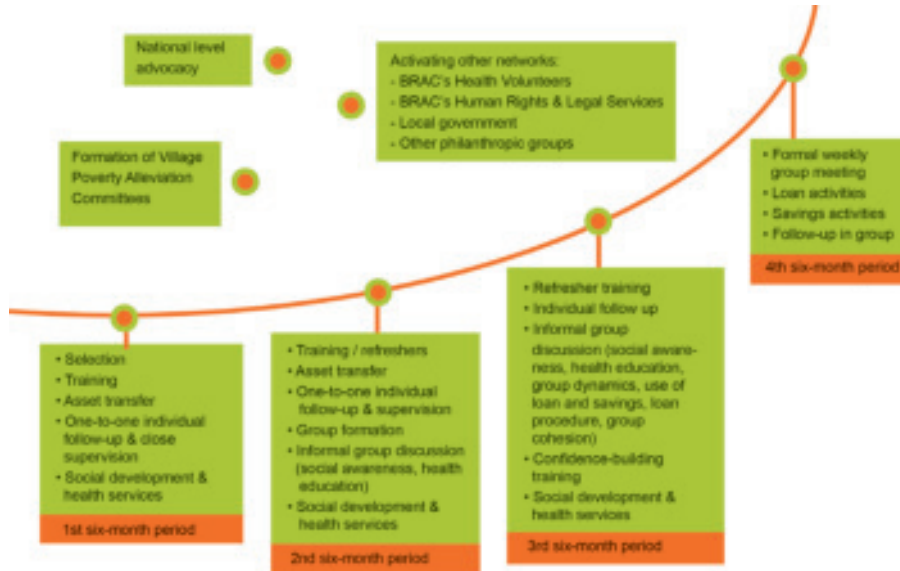 National level
advocacy
Activating other networks:
- BRAC's Health Volunteers
- BRAC's Human Rights & Legal Services
- Local government
- Other philanthropic groups
Formation of Village
Poverty Alleviation
Committees
• Selection
• Training
• Asset transfer
• One-to-one individual
follow-up & close
supervision
• Social development &
health services
1st six-month period
• Training / refreshers
• Asset transfer
• One-to-one individual
follow-up & supervision
• Group formation
• Informal group discussion
(social awareness, health
education)
• Social development &
health services
2nd six-month period
• Refresher training
• Individual follow up
• Informal group
discussion (social aware-
ness, health education,
group dynamics, use of
loan and savings, loan
procedure, group
cohesion)
• Confidence-building
training
• Social development &
health services
3rd six-month period
• Formal weekly
group meeting
• Loan activities
• Savings activities
• Follow-up in group
4th six-month period